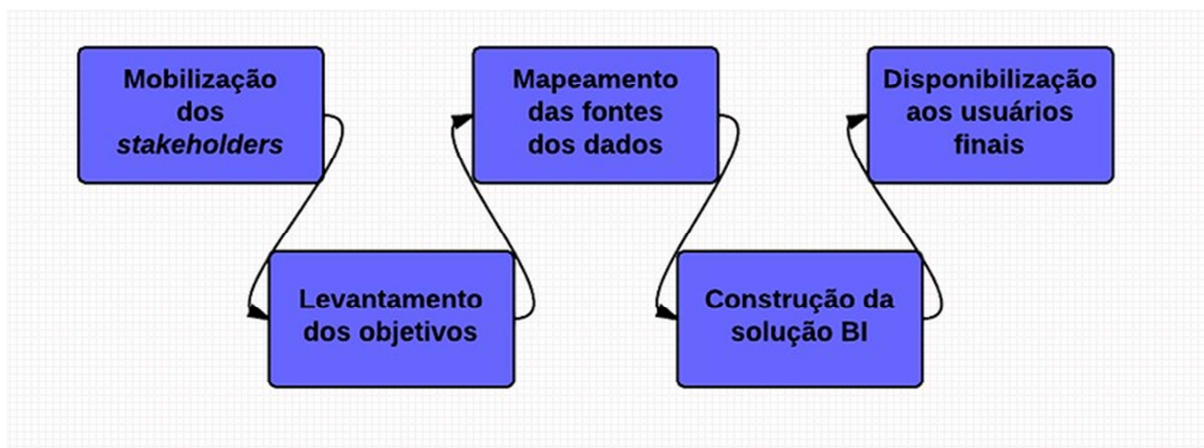 Mobilização
dos
stakeholders
Levantamento
dos objetivos
Mapeamento
das fontes
dos dados
Construção da
solução BI
Disponibilização
aos usuários
finais